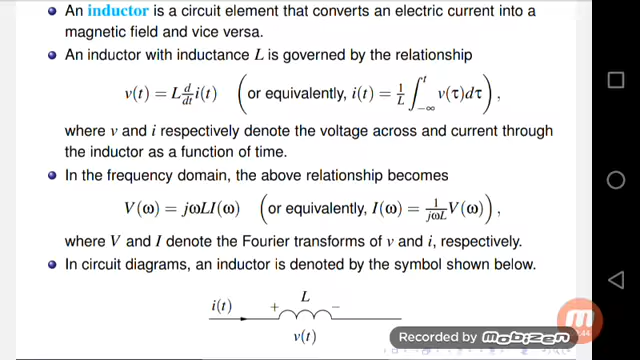 An inductor is a circuit element that converts an electric current into a
magnetic field and vice versa.
An inductor with inductance L is governed by the relationship
v(t) = L d/dt i(t) (or equivalently, i(t) = 1/L ∫_{-∞}^{t} v(τ)dτ),
where v and i respectively denote the voltage across and current through
the inductor as a function of time.
In the frequency domain, the above relationship becomes
V(ω) = jωLI(ω) (or equivalently, I(ω) = 1/jωL V(ω)),
where V and I denote the Fourier transforms of v and i, respectively.
In circuit diagrams, an inductor is denoted by the symbol shown below.
L
i(t) + −
v(t)
Recorded by mobizen